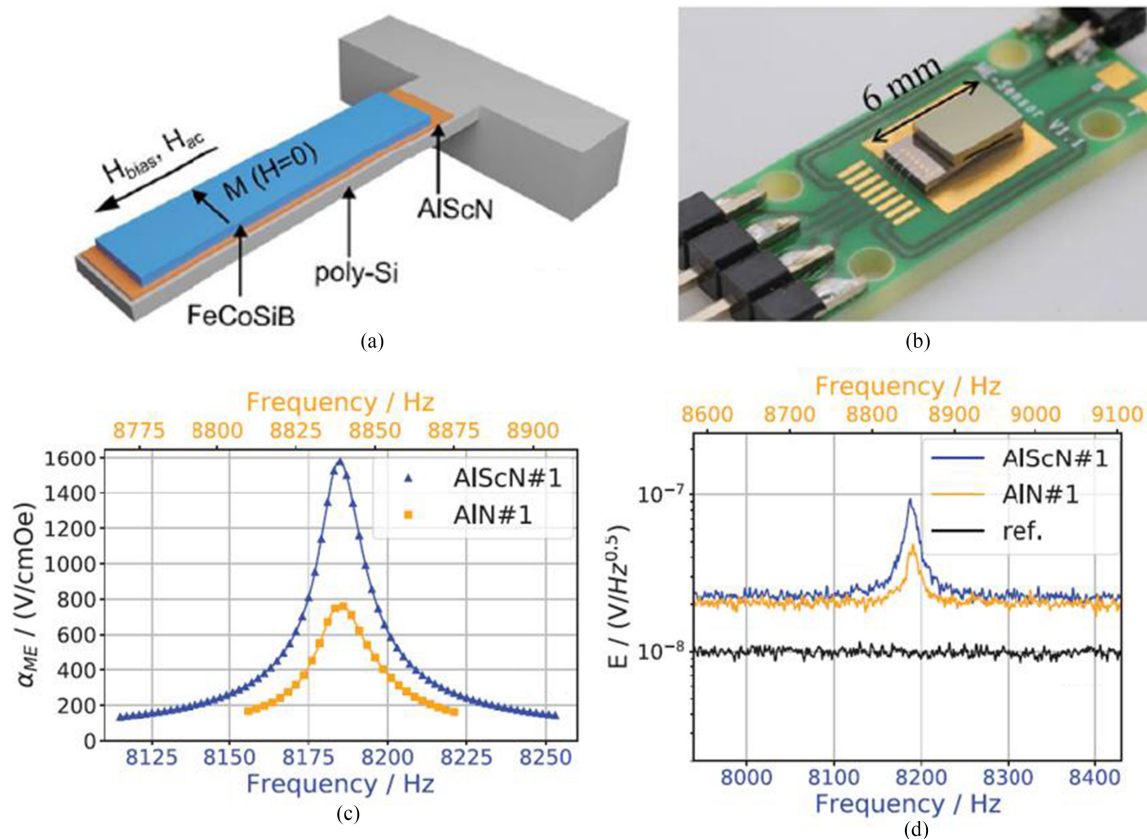 H_bias, H_ac
M (H=0)
AlScN
poly-Si
FeCoSiB
(a)
6 mm
-Sensor V1.1
(b)
Frequency / Hz
8775 8800 8825 8850 8875 8900
α_ME / (V/cmOe)
1600
1400
1200
1000
800
600
400
200
0
AlScN#1
AlN#1
8125 8150 8175 8200 8225 8250
Frequency / Hz
(c)
Frequency / Hz
8600 8700 8800 8900 9000 9100
E / (V/Hz^0.5)
10^-7
10^-8
AlScN#1
AlN#1
ref.
8000 8100 8200 8300 8400
Frequency / Hz
(d)